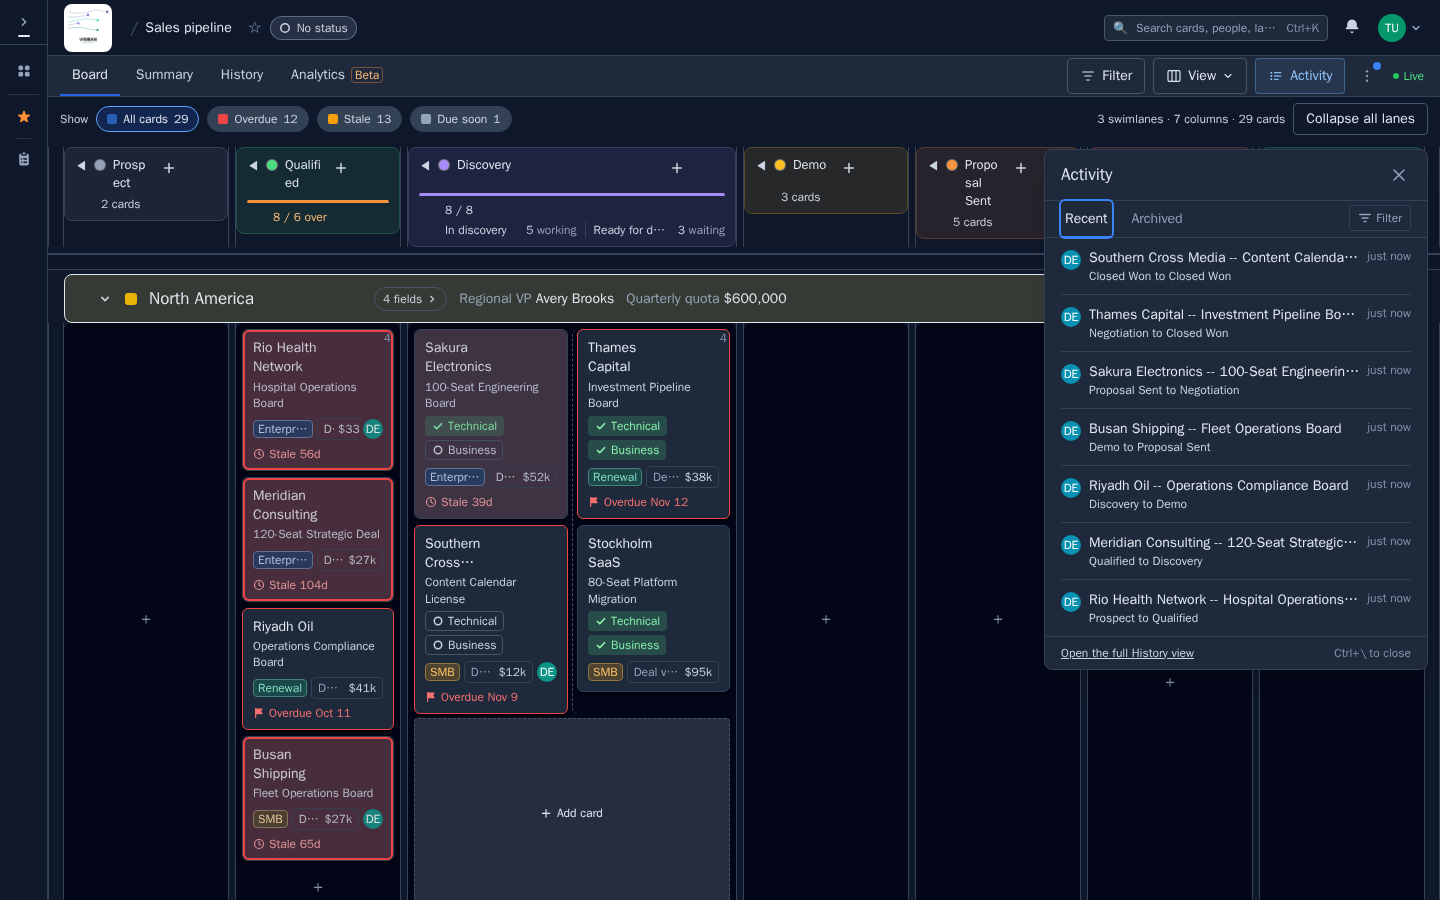 / Sales pipeline ☆ No status
Search cards, people, la··· Ctrl+K
TU
Board Summary History Analytics Beta
Filter View Activity Live
Show All cards 29 Overdue 12 Stale 13 Due soon 1
3 swimlanes · 7 columns · 29 cards Collapse all lanes
Prosp
ect
2 cards
Qualifi
ed
8 / 6 over
Discovery
8 / 8
In discovery 5 working Ready for d··· 3 waiting
Demo
3 cards
Propo
sal
Sent
5 cards
North America 4 fields Regional VP Avery Brooks Quarterly quota $600,000
4
Rio Health
Network
Hospital Operations
Board
Enterpr··· D· $33 DE
Stale 56d
Meridian
Consulting
120-Seat Strategic Deal
Enterpr··· D··· $27k
Stale 104d
Riyadh Oil
Operations Compliance
Board
Renewal D··· $41k
Overdue Oct 11
Busan
Shipping
Fleet Operations Board
SMB D··· $27k DE
Stale 65d
Sakura
Electronics
100-Seat Engineering
Board
Technical
Business
Enterpr··· D··· $52k
Stale 39d
Southern
Cross···
Content Calendar
License
Technical
Business
SMB D··· $12k DE
Overdue Nov 9
4
Thames
Capital
Investment Pipeline
Board
Technical
Business
Renewal De··· $38k
Overdue Nov 12
Stockholm
SaaS
80-Seat Platform
Migration
Technical
Business
SMB Deal v··· $95k
+ Add card
Activity
Recent Archived Filter
DE Southern Cross Media -- Content Calenda··· just now
Closed Won to Closed Won
DE Thames Capital -- Investment Pipeline Bo··· just now
Negotiation to Closed Won
DE Sakura Electronics -- 100-Seat Engineerin··· just now
Proposal Sent to Negotiation
DE Busan Shipping -- Fleet Operations Board just now
Demo to Proposal Sent
DE Riyadh Oil -- Operations Compliance Board just now
Discovery to Demo
DE Meridian Consulting -- 120-Seat Strategic··· just now
Qualified to Discovery
DE Rio Health Network -- Hospital Operations··· just now
Prospect to Qualified
Open the full History view Ctrl+\ to close